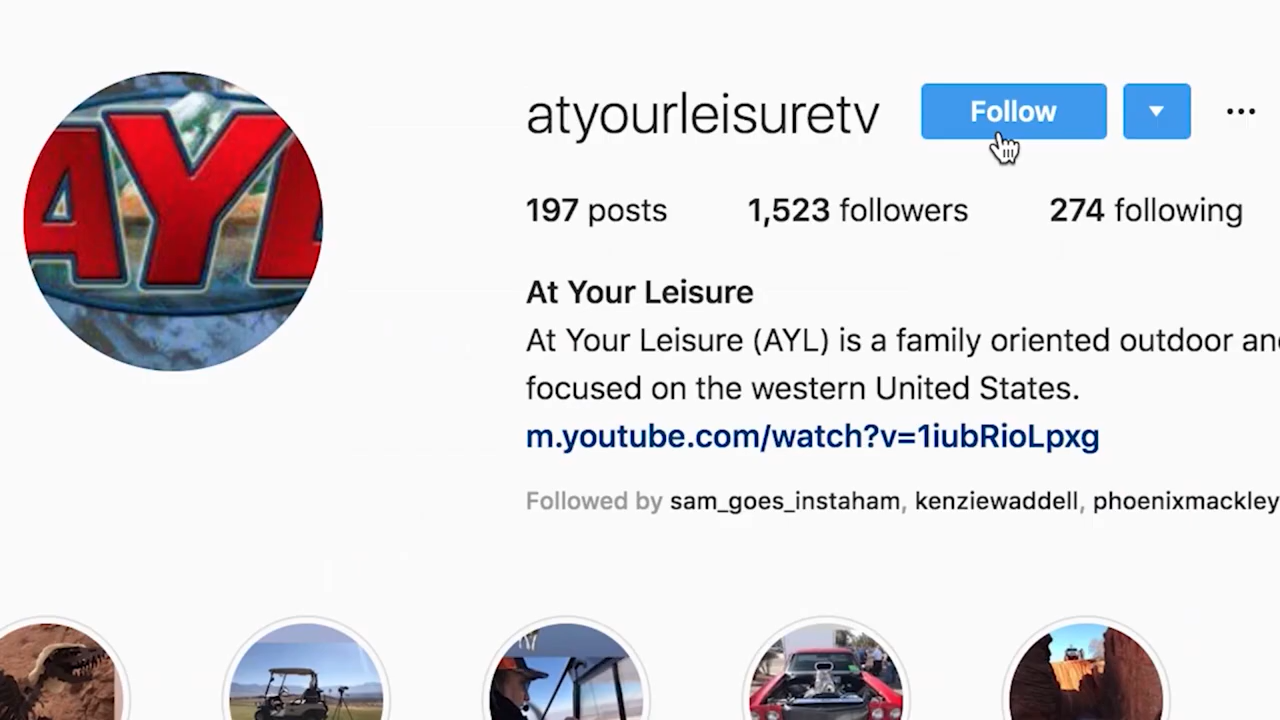 AYL
atyourleisuretv Follow
197 posts 1,523 followers 274 following
At Your Leisure
At Your Leisure (AYL) is a family oriented outdoor and
focused on the western United States.
m.youtube.com/watch?v=1iubRioLpxg
Followed by sam_goes_instaham, kenziewaddell, phoenixmackley